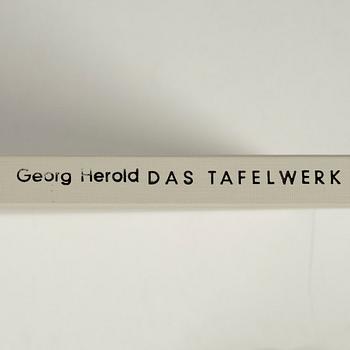 Georg Herold DAS TAFELWERK